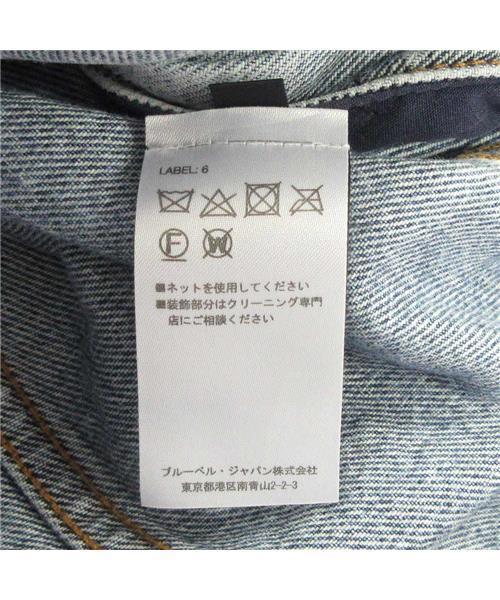 LABEL: 6
F
W
■ネットを使用してください
■装飾部分はクリーニング専門
店にご相談ください
ブルーベル・ジャパン株式会社
東京都港区南青山2-2-3